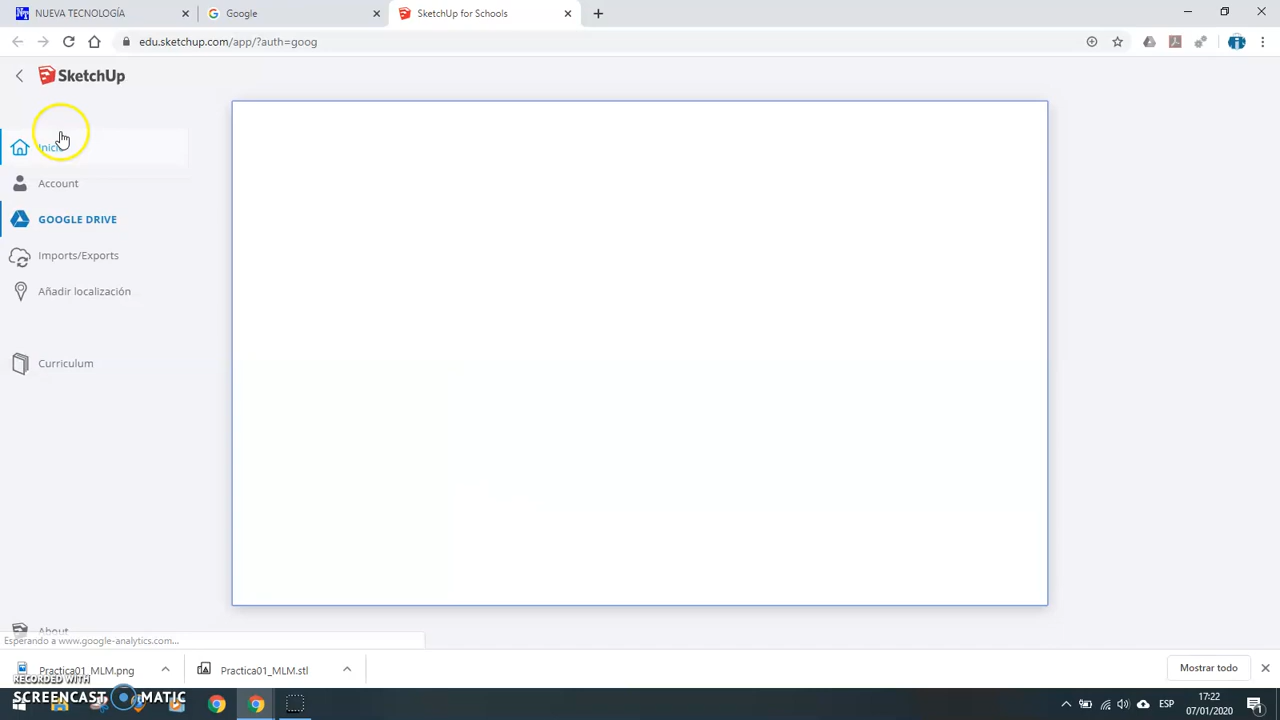 NUEVA TECNOLOGÍA
Google
SketchUp for Schools
edu.sketchup.com/app/?auth=goog
SketchUp
Inicio
Account
GOOGLE DRIVE
Imports/Exports
Añadir localización
Curriculum
About
Esperando a www.google-analytics.com...
Practica01_MLM.png
Practica01_MLM.stl
Mostrar todo
RECORDED WITH
SCREENCAST MATIC
ESP
17:22
07/01/2020